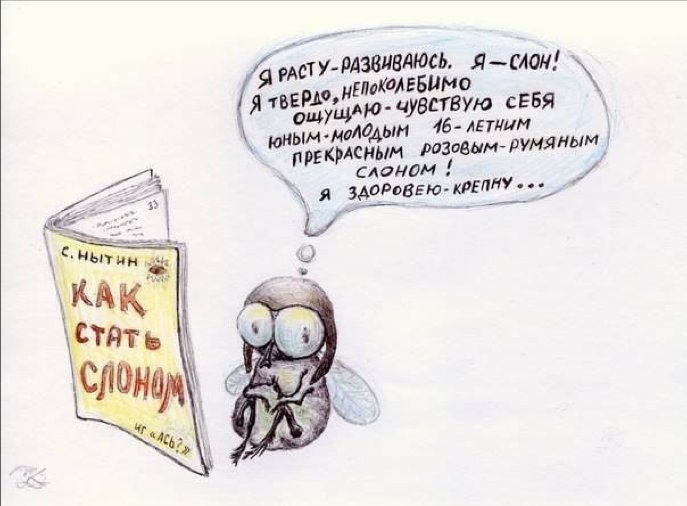 Я РАСТУ-РАЗВИВАЮСЬ. Я — СЛОН!
Я ТВЕРДО, НЕПОКОЛЕБИМО
ОЩУЩАЮ-ЧУВСТВУЮ СЕБЯ
ЮНЫМ-МОЛОДЫМ 16-ЛЕТНИМ
ПРЕКРАСНЫМ РОЗОВЫМ-РУМЯНЫМ
СЛОНОМ!
Я ЗДОРОВЕЮ-КРЕПНУ...
33
С. НЫТИН
КАК
СТАТЬ
СЛОНОМ
ИГ «АСЬ?»